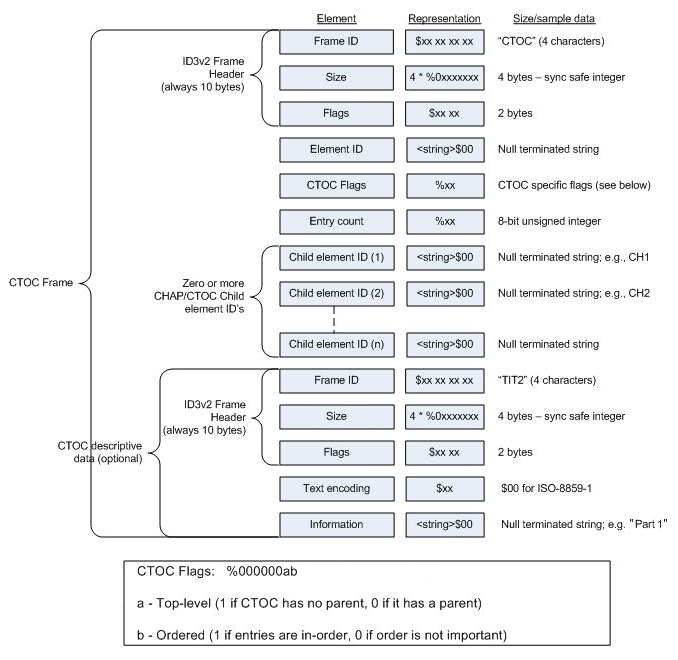 Element Representation Size/sample data
Frame ID $xx xx xx xx “CTOC” (4 characters)
ID3v2 Frame
Header
(always 10 bytes)
Size 4 * %0xxxxxxx 4 bytes – sync safe integer
Flags $xx xx 2 bytes
Element ID <string>$00 Null terminated string
CTOC Flags %xx CTOC specific flags (see below)
Entry count %xx 8-bit unsigned integer
Child element ID (1) <string>$00 Null terminated string; e.g., CH1
CTOC Frame
Zero or more
CHAP/CTOC Child
element ID's
Child element ID (2) <string>$00 Null terminated string; e.g., CH2
Child element ID (n) <string>$00 Null terminated string
Frame ID $xx xx xx xx “TIT2” (4 characters)
ID3v2 Frame
Header
(always 10 bytes)
Size 4 * %0xxxxxxx 4 bytes – sync safe integer
CTOC descriptive
data (optional)
Flags $xx xx 2 bytes
Text encoding $xx $00 for ISO-8859-1
Information <string>$00 Null terminated string; e.g. "Part 1"
CTOC Flags: %000000ab
a - Top-level (1 if CTOC has no parent, 0 if it has a parent)
b - Ordered (1 if entries are in-order, 0 if order is not important)